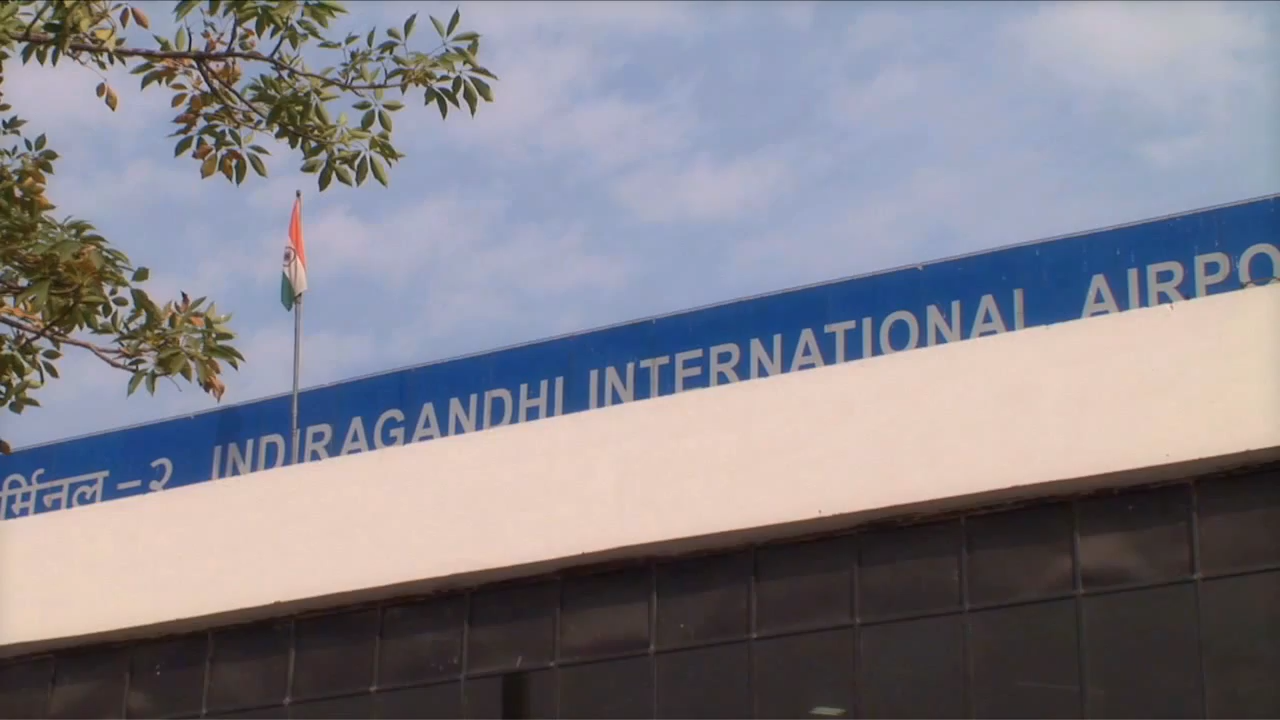 र्मिनल - २ INDIRAGANDHI INTERNATIONAL AIRPO